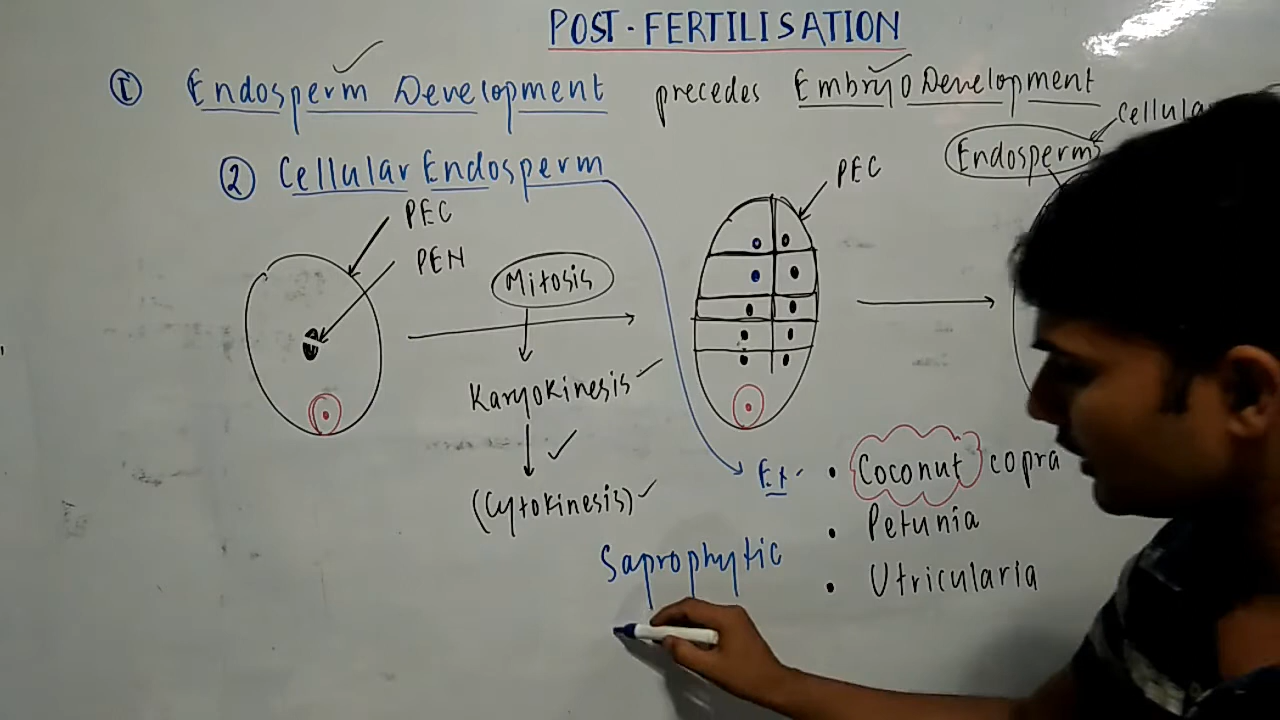 POST-FERTILISATION
① Endosperm Development precedes Embryo Development
② Cellular Endosperm
PEC
PEN
Mitosis
Karyokinesis
(Cytokinesis)
PEC
Endosperm
Ex
• Coconut copra
• Petunia
• Utricularia
Saprophytic